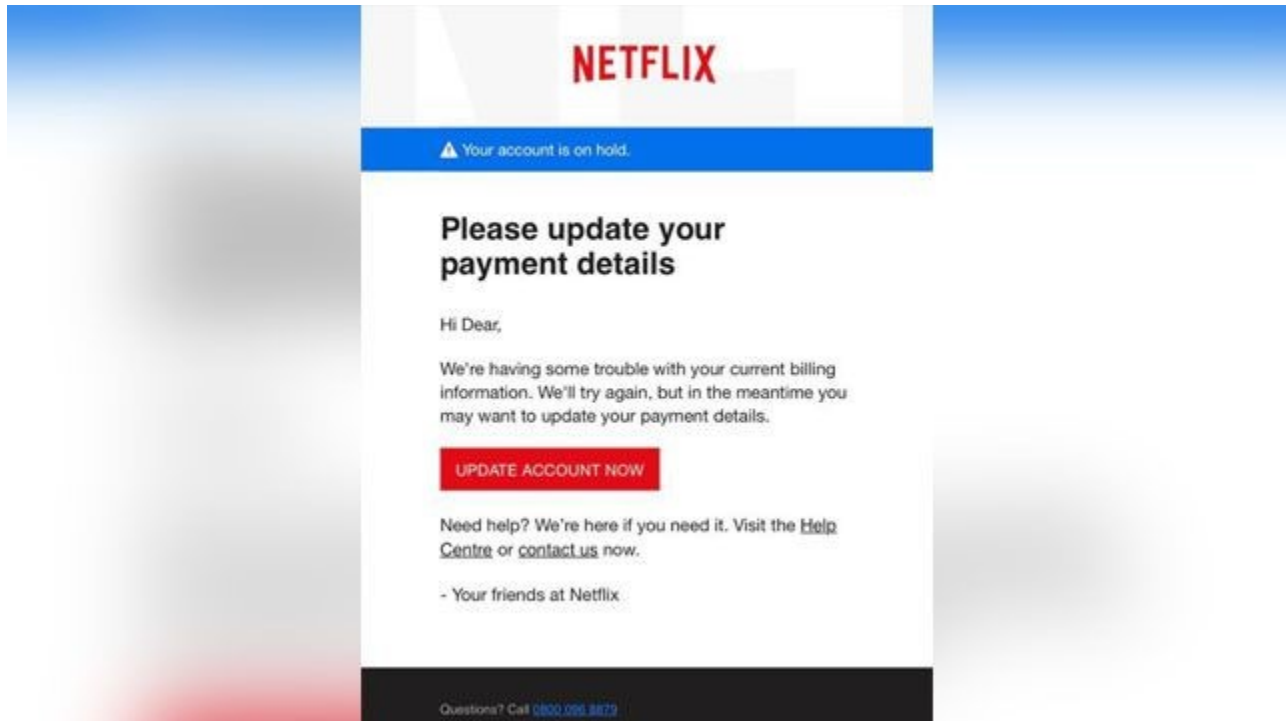 NETFLIX
Your account is on hold.
Please update your
payment details
Hi Dear,
We're having some trouble with your current billing
information. We'll try again, but in the meantime you
may want to update your payment details.
UPDATE ACCOUNT NOW
Need help? We're here if you need it. Visit the Help
Centre or contact us now.
- Your friends at Netflix
Questions? Call 0800 096 8879